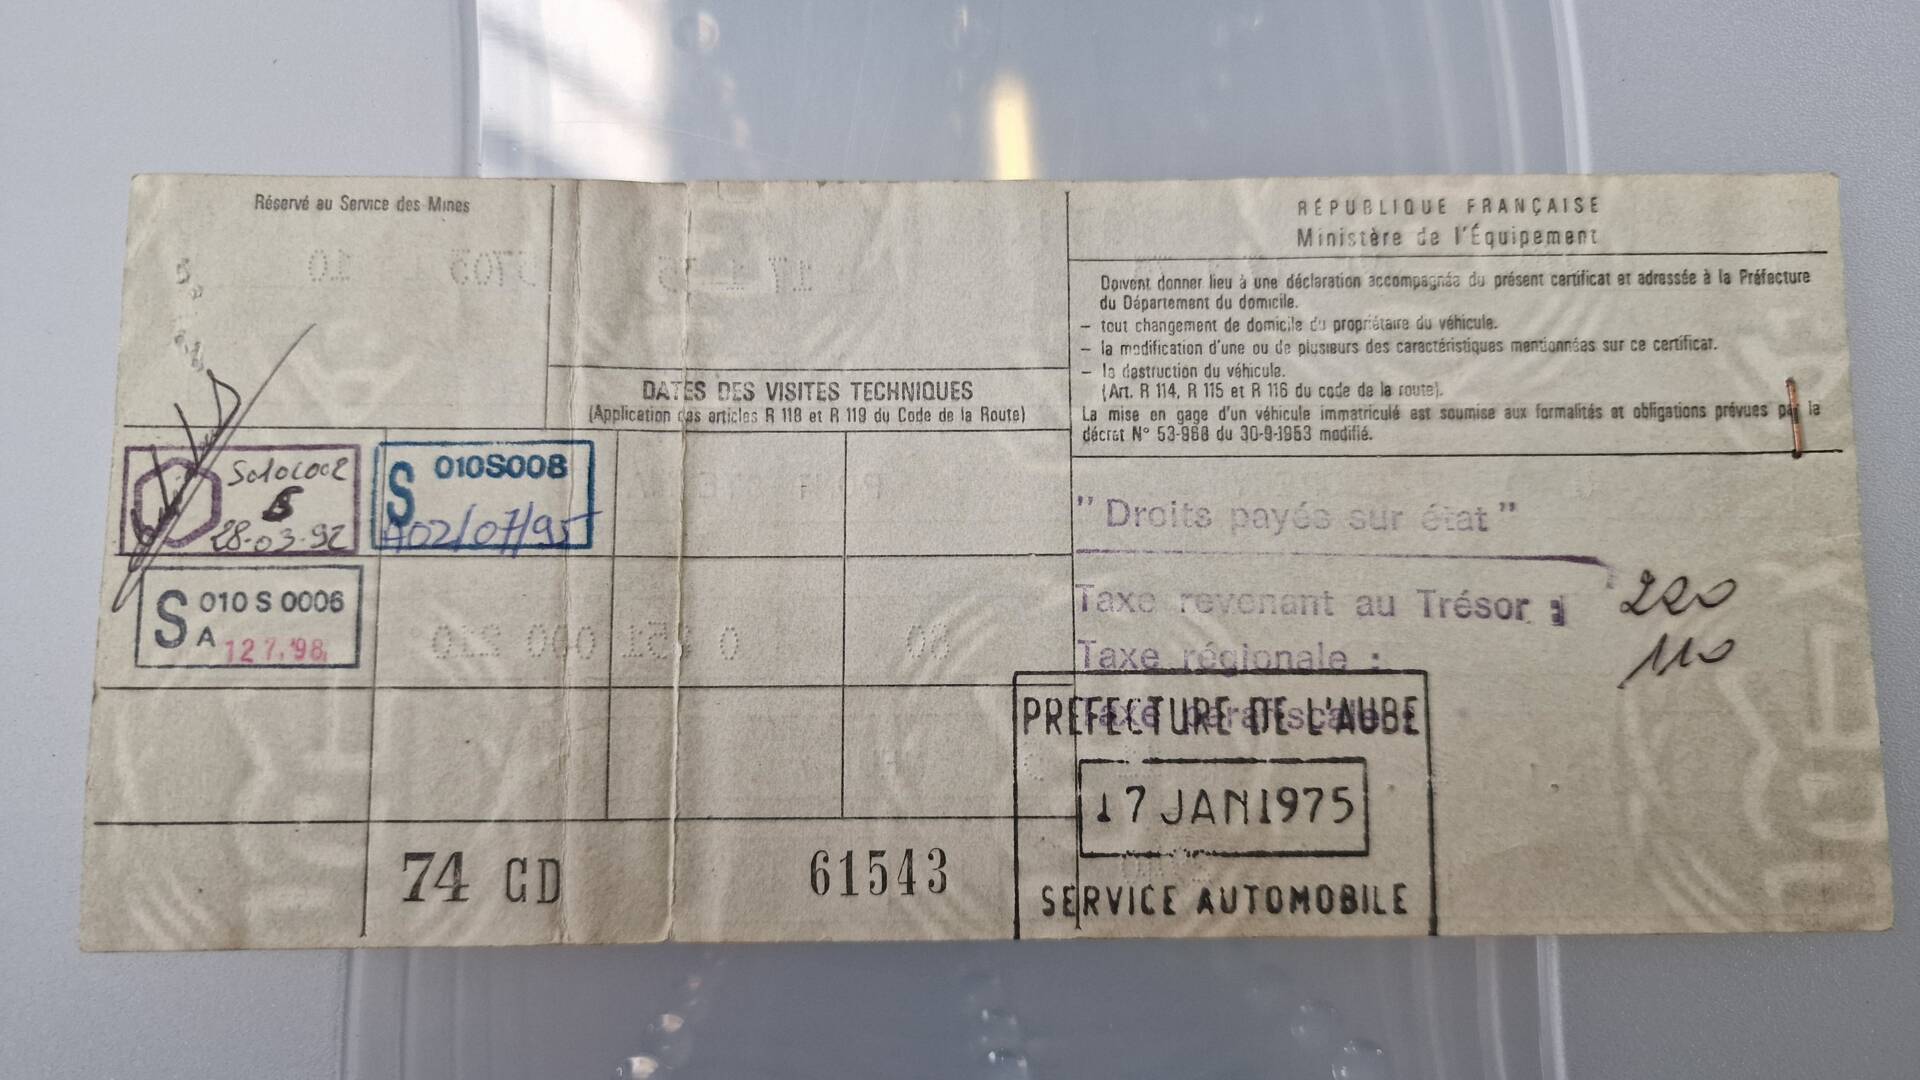 Réservé au Service des Mines
RÉPUBLIQUE FRANÇAISE
Ministère de l'Équipement
Doivent donner lieu à une déclaration accompagnée du présent certificat et adressée à la Préfecture
du Département du domicile.
– tout changement de domicile du propriétaire du véhicule.
– la modification d'une ou de plusieurs des caractéristiques mentionnées sur ce certificat.
– la destruction du véhicule.
(Art. R 114, R 115 et R 116 du code de la route).
La mise en gage d'un véhicule immatriculé est soumise aux formalités et obligations prévues par le
décret N° 53-968 du 30-9-1953 modifié.
DATES DES VISITES TECHNIQUES
(Application des articles R 118 et R 119 du Code de la Route)
S010C002
28-03-92
S 010S008
A02/07/95
S 010 S 0006
A 12 7. '98
"Droits payés sur état"
Taxe revenant au Trésor : 220
Taxe régionale : 110
Taxe parafiscale :
PREFECTURE DE L'AUBE
17 JAN 1975
SERVICE AUTOMOBILE
74 CD 61543